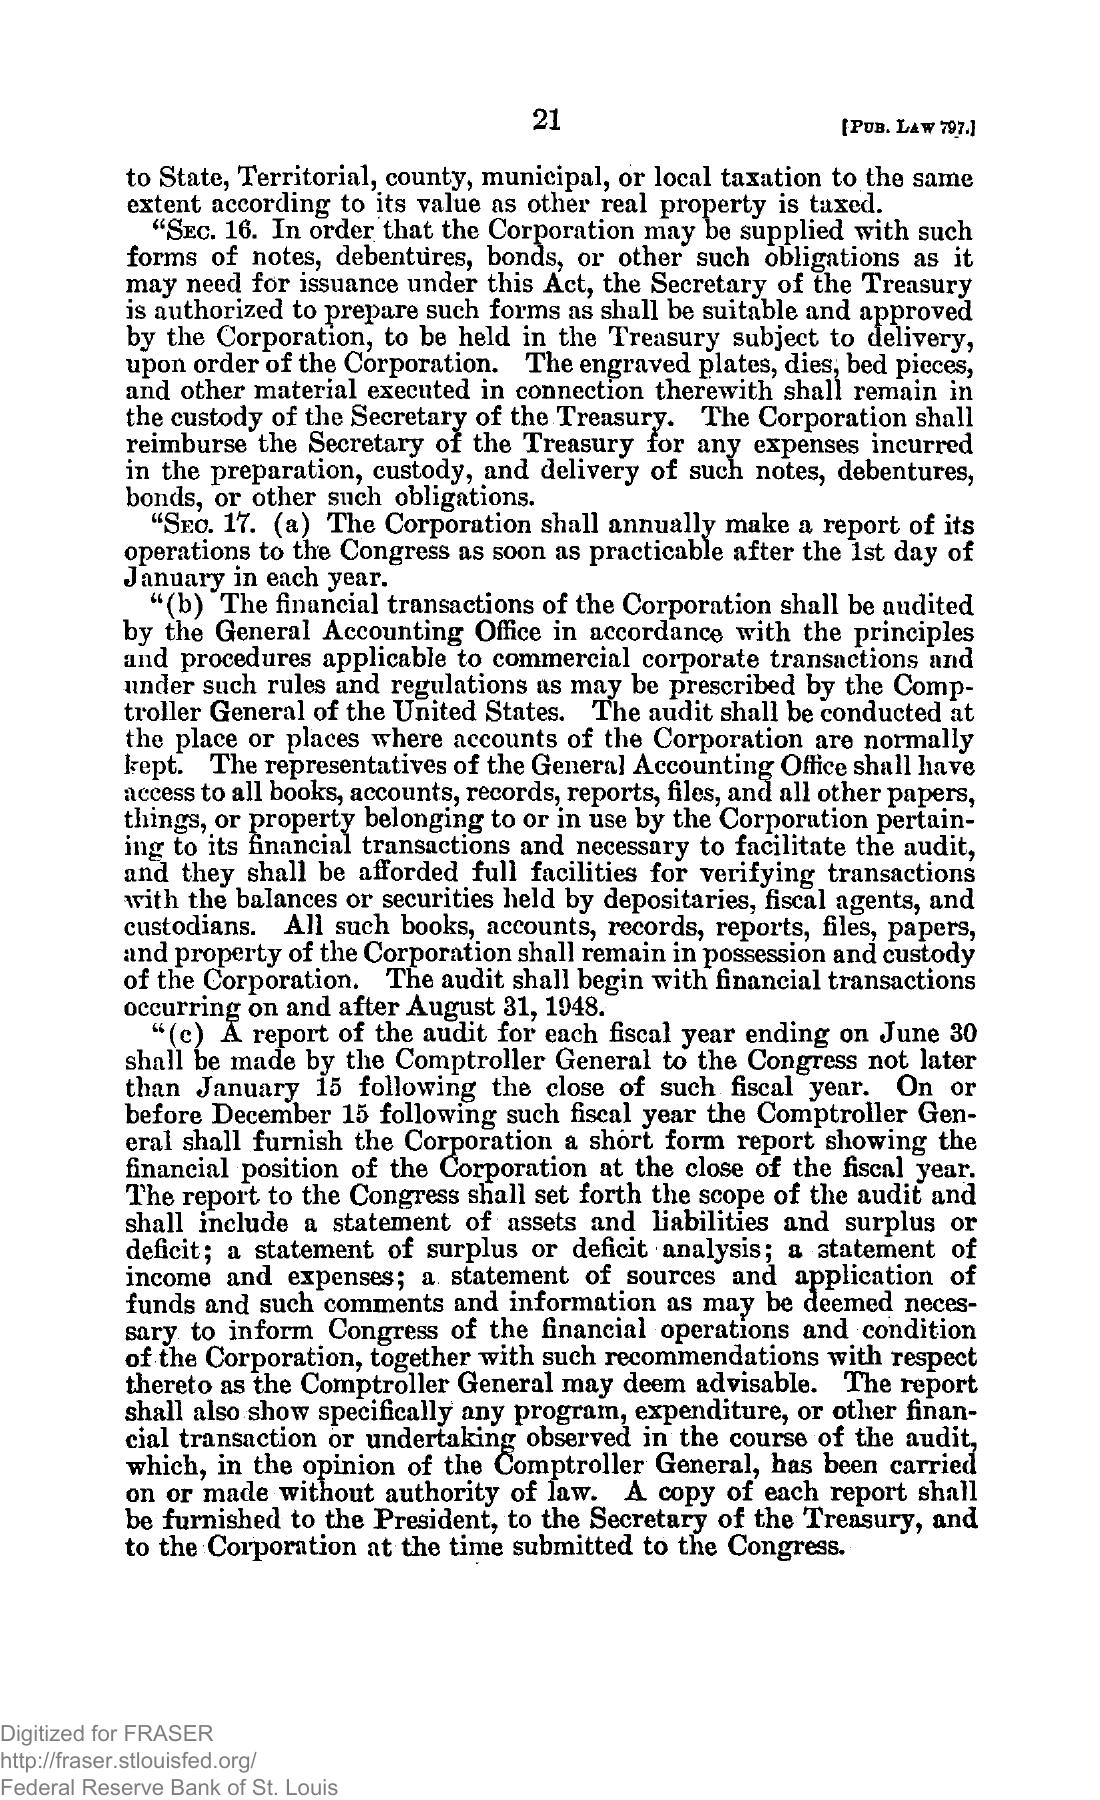 21
[PUB. LAW 797.]
to State, Territorial, county, municipal, or local taxation to the same
extent according to its value as other real property is taxed.
“SEC. 16. In order that the Corporation may be supplied with such
forms of notes, debentures, bonds, or other such obligations as it
may need for issuance under this Act, the Secretary of the Treasury
is authorized to prepare such forms as shall be suitable and approved
by the Corporation, to be held in the Treasury subject to delivery,
upon order of the Corporation. The engraved plates, dies, bed pieces,
and other material executed in connection therewith shall remain in
the custody of the Secretary of the Treasury. The Corporation shall
reimburse the Secretary of the Treasury for any expenses incurred
in the preparation, custody, and delivery of such notes, debentures,
bonds, or other such obligations.
“SEC. 17. (a) The Corporation shall annually make a report of its
operations to the Congress as soon as practicable after the 1st day of
January in each year.
“(b) The financial transactions of the Corporation shall be audited
by the General Accounting Office in accordance with the principles
and procedures applicable to commercial corporate transactions and
under such rules and regulations as may be prescribed by the Comp-
troller General of the United States. The audit shall be conducted at
the place or places where accounts of the Corporation are normally
kept. The representatives of the General Accounting Office shall have
access to all books, accounts, records, reports, files, and all other papers,
things, or property belonging to or in use by the Corporation pertain-
ing to its financial transactions and necessary to facilitate the audit,
and they shall be afforded full facilities for verifying transactions
with the balances or securities held by depositaries, fiscal agents, and
custodians. All such books, accounts, records, reports, files, papers,
and property of the Corporation shall remain in possession and custody
of the Corporation. The audit shall begin with financial transactions
occurring on and after August 31, 1948.
“(c) A report of the audit for each fiscal year ending on June 30
shall be made by the Comptroller General to the Congress not later
than January 15 following the close of such fiscal year. On or
before December 15 following such fiscal year the Comptroller Gen-
eral shall furnish the Corporation a short form report showing the
financial position of the Corporation at the close of the fiscal year.
The report to the Congress shall set forth the scope of the audit and
shall include a statement of assets and liabilities and surplus or
deficit; a statement of surplus or deficit analysis; a statement of
income and expenses; a statement of sources and application of
funds and such comments and information as may be deemed neces-
sary to inform Congress of the financial operations and condition
of the Corporation, together with such recommendations with respect
thereto as the Comptroller General may deem advisable. The report
shall also show specifically any program, expenditure, or other finan-
cial transaction or undertaking observed in the course of the audit,
which, in the opinion of the Comptroller General, has been carried
on or made without authority of law. A copy of each report shall
be furnished to the President, to the Secretary of the Treasury, and
to the Corporation at the time submitted to the Congress.
Digitized for FRASER
http://fraser.stlouisfed.org/
Federal Reserve Bank of St. Louis